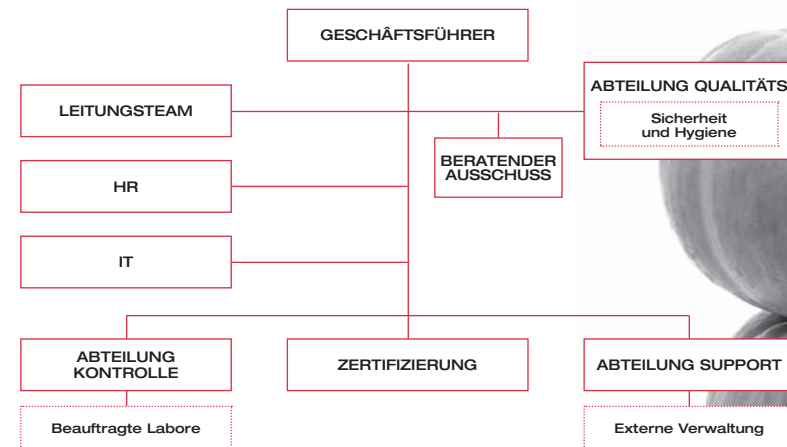 GESCHÂFTSFÜHRER
ABTEILUNG QUALITÄTS
LEITUNGSTEAM
Sicherheit
und Hygiene
BERATENDER
AUSSCHUSS
HR
IT
ABTEILUNG
KONTROLLE
ZERTIFIZIERUNG
ABTEILUNG SUPPORT
Beauftragte Labore
Externe Verwaltung